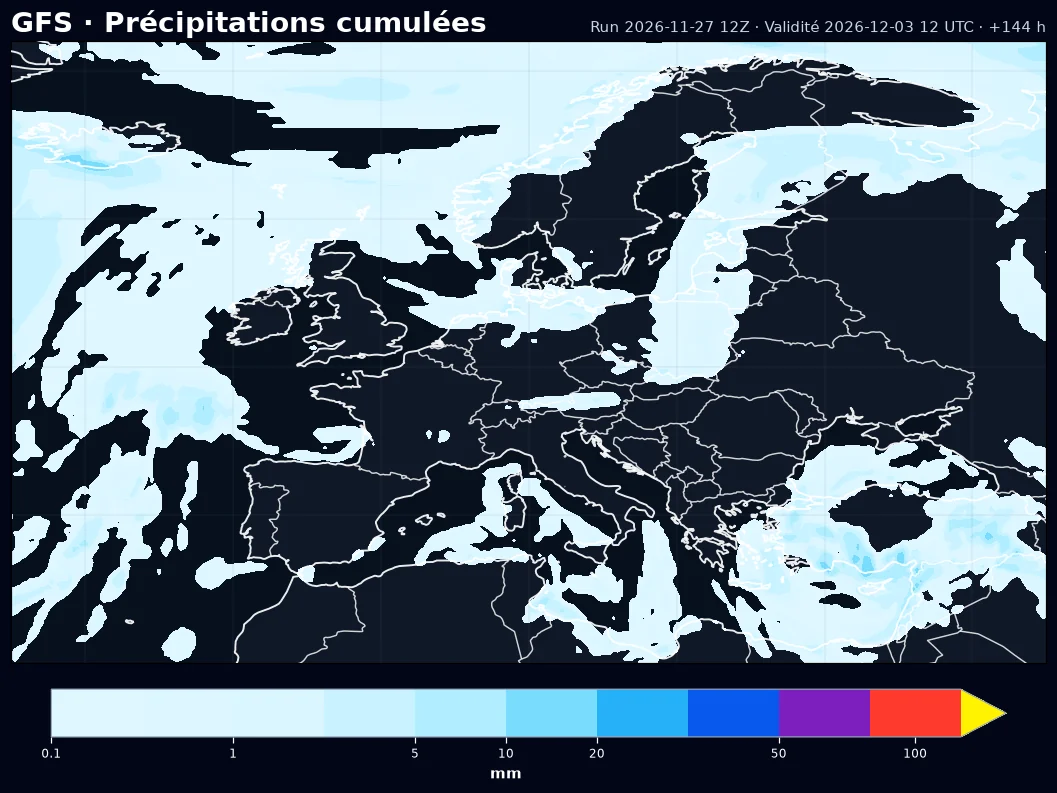 GFS · Précipitations cumulées
Run 2026-11-27 12Z · Validité 2026-12-03 12 UTC · +144 h
0.1 1 5 10 20 50 100
mm